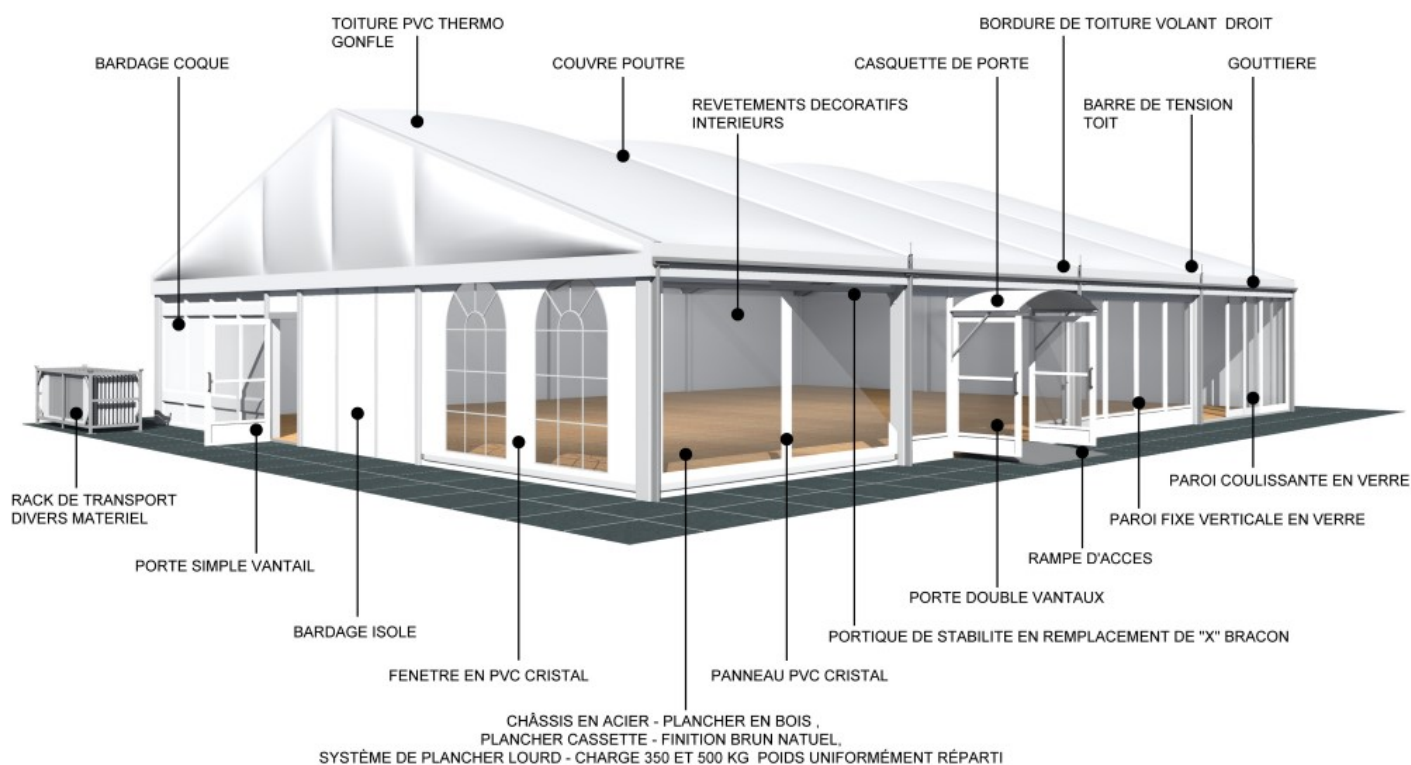 TOITURE PVC THERMO
GONFLE
BORDURE DE TOITURE VOLANT DROIT
BARDAGE COQUE
COUVRE POUTRE
CASQUETTE DE PORTE
GOUTTIERE
REVETEMENTS DECORATIFS
INTERIEURS
BARRE DE TENSION
TOIT
RACK DE TRANSPORT
DIVERS MATERIEL
PAROI COULISSANTE EN VERRE
PAROI FIXE VERTICALE EN VERRE
PORTE SIMPLE VANTAIL
RAMPE D'ACCES
PORTE DOUBLE VANTAUX
BARDAGE ISOLE
PORTIQUE DE STABILITE EN REMPLACEMENT DE "X" BRACON
FENETRE EN PVC CRISTAL
PANNEAU PVC CRISTAL
CHÂSSIS EN ACIER - PLANCHER EN BOIS ,
PLANCHER CASSETTE - FINITION BRUN NATUEL,
SYSTÈME DE PLANCHER LOURD - CHARGE 350 ET 500 KG POIDS UNIFORMÉMENT RÉPARTI